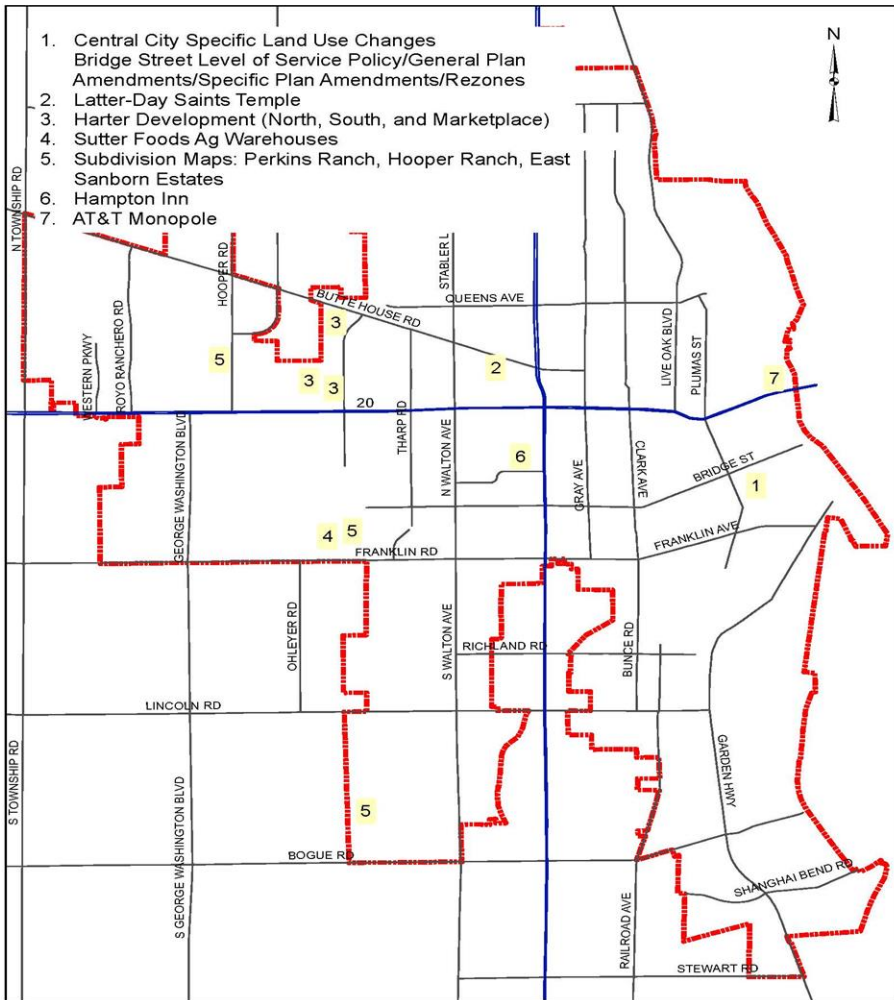 1. Central City Specific Land Use Changes
Bridge Street Level of Service Policy/General Plan
Amendments/Specific Plan Amendments/Rezones
2. Latter-Day Saints Temple
3. Harter Development (North, South, and Marketplace)
4. Sutter Foods Ag Warehouses
5. Subdivision Maps: Perkins Ranch, Hooper Ranch, East
Sanborn Estates
6. Hampton Inn
7. AT&T Monopole
N
N TOWNSHIP RD
HOOPER RD
STABLER L
BUTTE HOUSE RD
QUEENS AVE
WESTERN PKWY
ROYO RANCHERO RD
LIVE OAK BLVD
PLUMAS ST
3
5
2
3
3
7
20
GEORGE WASHINGTON BLVD
THARP RD
N WALTON AVE
6
GRAY AVE
CLARK AVE
BRIDGE ST
1
4
5
FRANKLIN RD
FRANKLIN AVE
OHLEYER RD
S WALTON AVE
RICHLAND RD
BUNCE RD
LINCOLN RD
S TOWNSHIP RD
S GEORGE WASHINGTON BLVD
GARDEN HWY
5
BOGUE RD
SHANGHAI BEND RD
RAILROAD AVE
STEWART RD